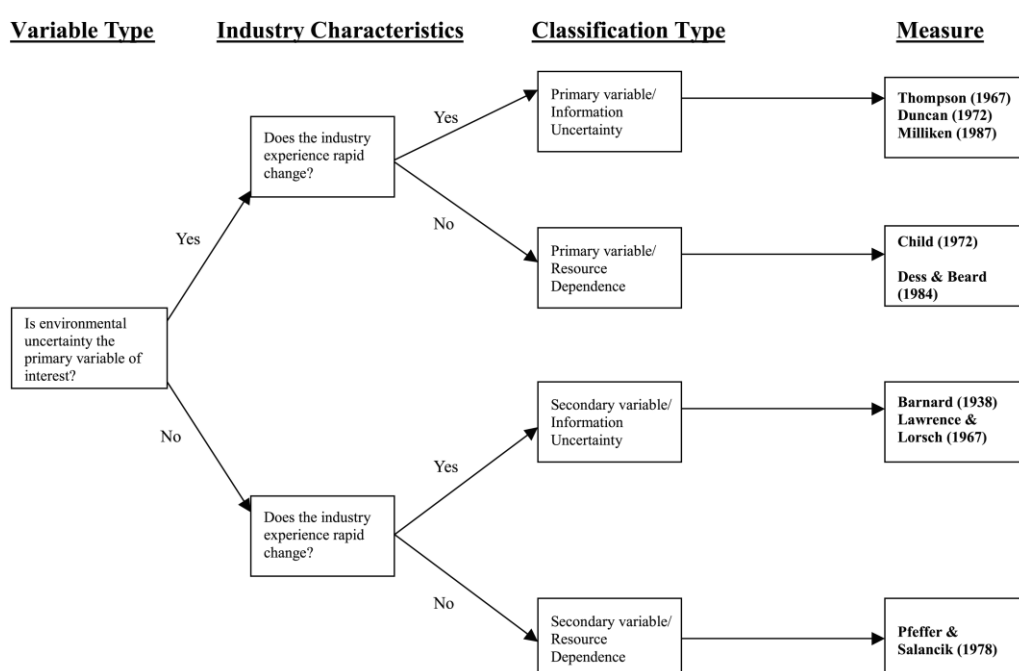 Variable Type
Industry Characteristics
Classification Type
Measure
Is environmental
uncertainty the
primary variable of
interest?
Yes
No
Does the industry
experience rapid
change?
Yes
No
Primary variable/
Information
Uncertainty
Thompson (1967)
Duncan (1972)
Milliken (1987)
Primary variable/
Resource
Dependence
Child (1972)
Dess & Beard
(1984)
Does the industry
experience rapid
change?
Yes
No
Secondary variable/
Information
Uncertainty
Barnard (1938)
Lawrence &
Lorsch (1967)
Secondary variable/
Resource
Dependence
Pfeffer &
Salancik (1978)